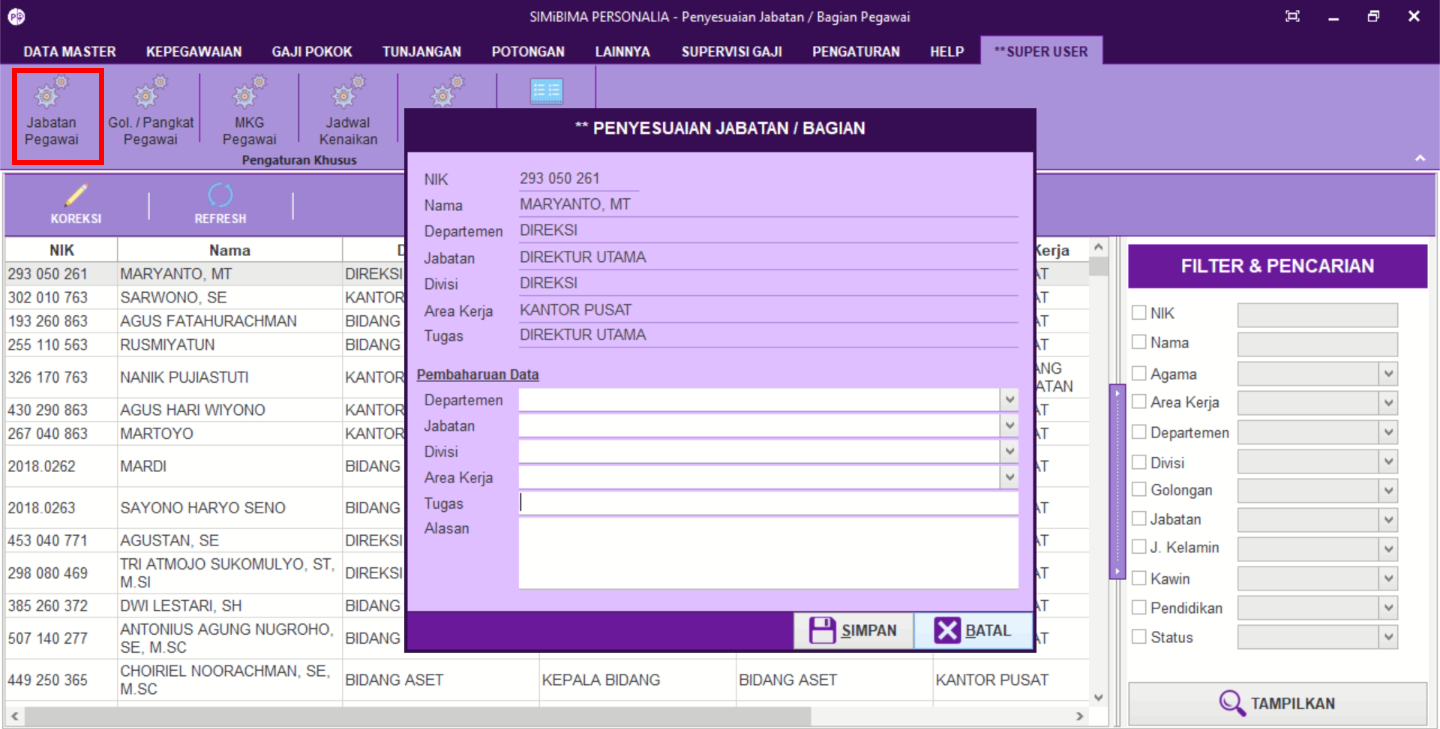 SIMiBIMA PERSONALIA - Penyesuaian Jabatan / Bagian Pegawai
DATA MASTER KEPEGAWAIAN GAJI POKOK TUNJANGAN POTONGAN LAINNYA SUPERVISI GAJI PENGATURAN HELP **SUPER USER
Jabatan Pegawai
Gol. / Pangkat Pegawai
MKG Pegawai
Jadwal Kenaikan
Pengaturan Khusus
KOREKSI REFRESH
NIK Nama D Kerja
293 050 261 MARYANTO, MT DIREKSI AT
302 010 763 SARWONO, SE KANTOR AT
193 260 863 AGUS FATAHURACHMAN BIDANG AT
255 110 563 RUSMIYATUN BIDANG AT
326 170 763 NANIK PUJIASTUTI KANTOR ANG ATAN
430 290 863 AGUS HARI WIYONO KANTOR AT
267 040 863 MARTOYO KANTOR AT
2018.0262 MARDI BIDANG AT
2018.0263 SAYONO HARYO SENO BIDANG AT
453 040 771 AGUSTAN, SE DIREKSI AT
298 080 469 TRI ATMOJO SUKOMULYO, ST, M.SI DIREKSI AT
385 260 372 DWI LESTARI, SH BIDANG AT
507 140 277 ANTONIUS AGUNG NUGROHO, SE, M.SC BIDANG AT
449 250 365 CHOIRIEL NOORACHMAN, SE, M.SC BIDANG ASET KEPALA BIDANG BIDANG ASET KANTOR PUSAT
** PENYESUAIAN JABATAN / BAGIAN
NIK 293 050 261
Nama MARYANTO, MT
Departemen DIREKSI
Jabatan DIREKTUR UTAMA
Divisi DIREKSI
Area Kerja KANTOR PUSAT
Tugas DIREKTUR UTAMA
Pembaharuan Data
Departemen
Jabatan
Divisi
Area Kerja
Tugas
Alasan
SIMPAN BATAL
FILTER & PENCARIAN
NIK
Nama
Agama
Area Kerja
Departemen
Divisi
Golongan
Jabatan
J. Kelamin
Kawin
Pendidikan
Status
TAMPILKAN